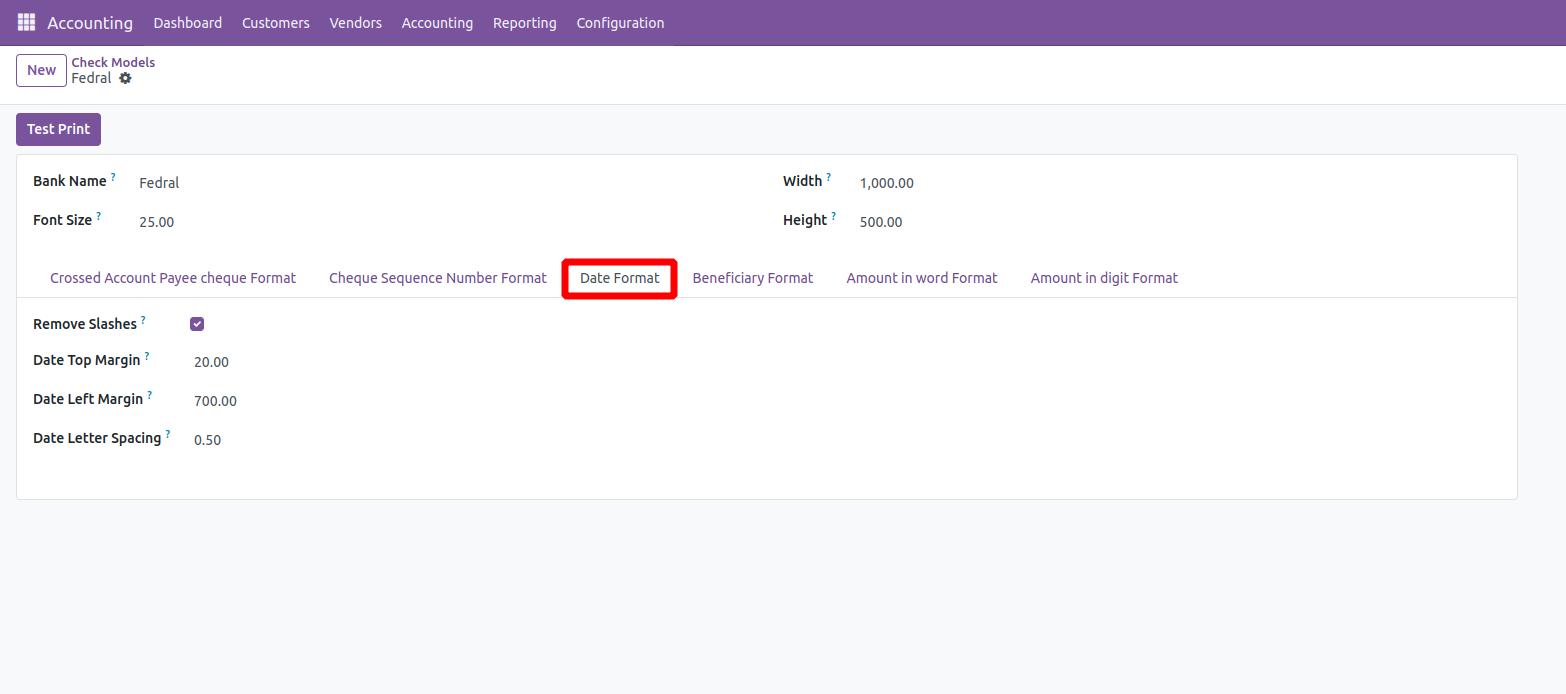 Accounting Dashboard Customers Vendors Accounting Reporting Configuration
New Check Models
Fedral
Test Print
Bank Name ? Fedral Width ? 1,000.00
Font Size ? 25.00 Height ? 500.00
Crossed Account Payee cheque Format Cheque Sequence Number Format Date Format Beneficiary Format Amount in word Format Amount in digit Format
Remove Slashes ?
Date Top Margin ? 20.00
Date Left Margin ? 700.00
Date Letter Spacing ? 0.50